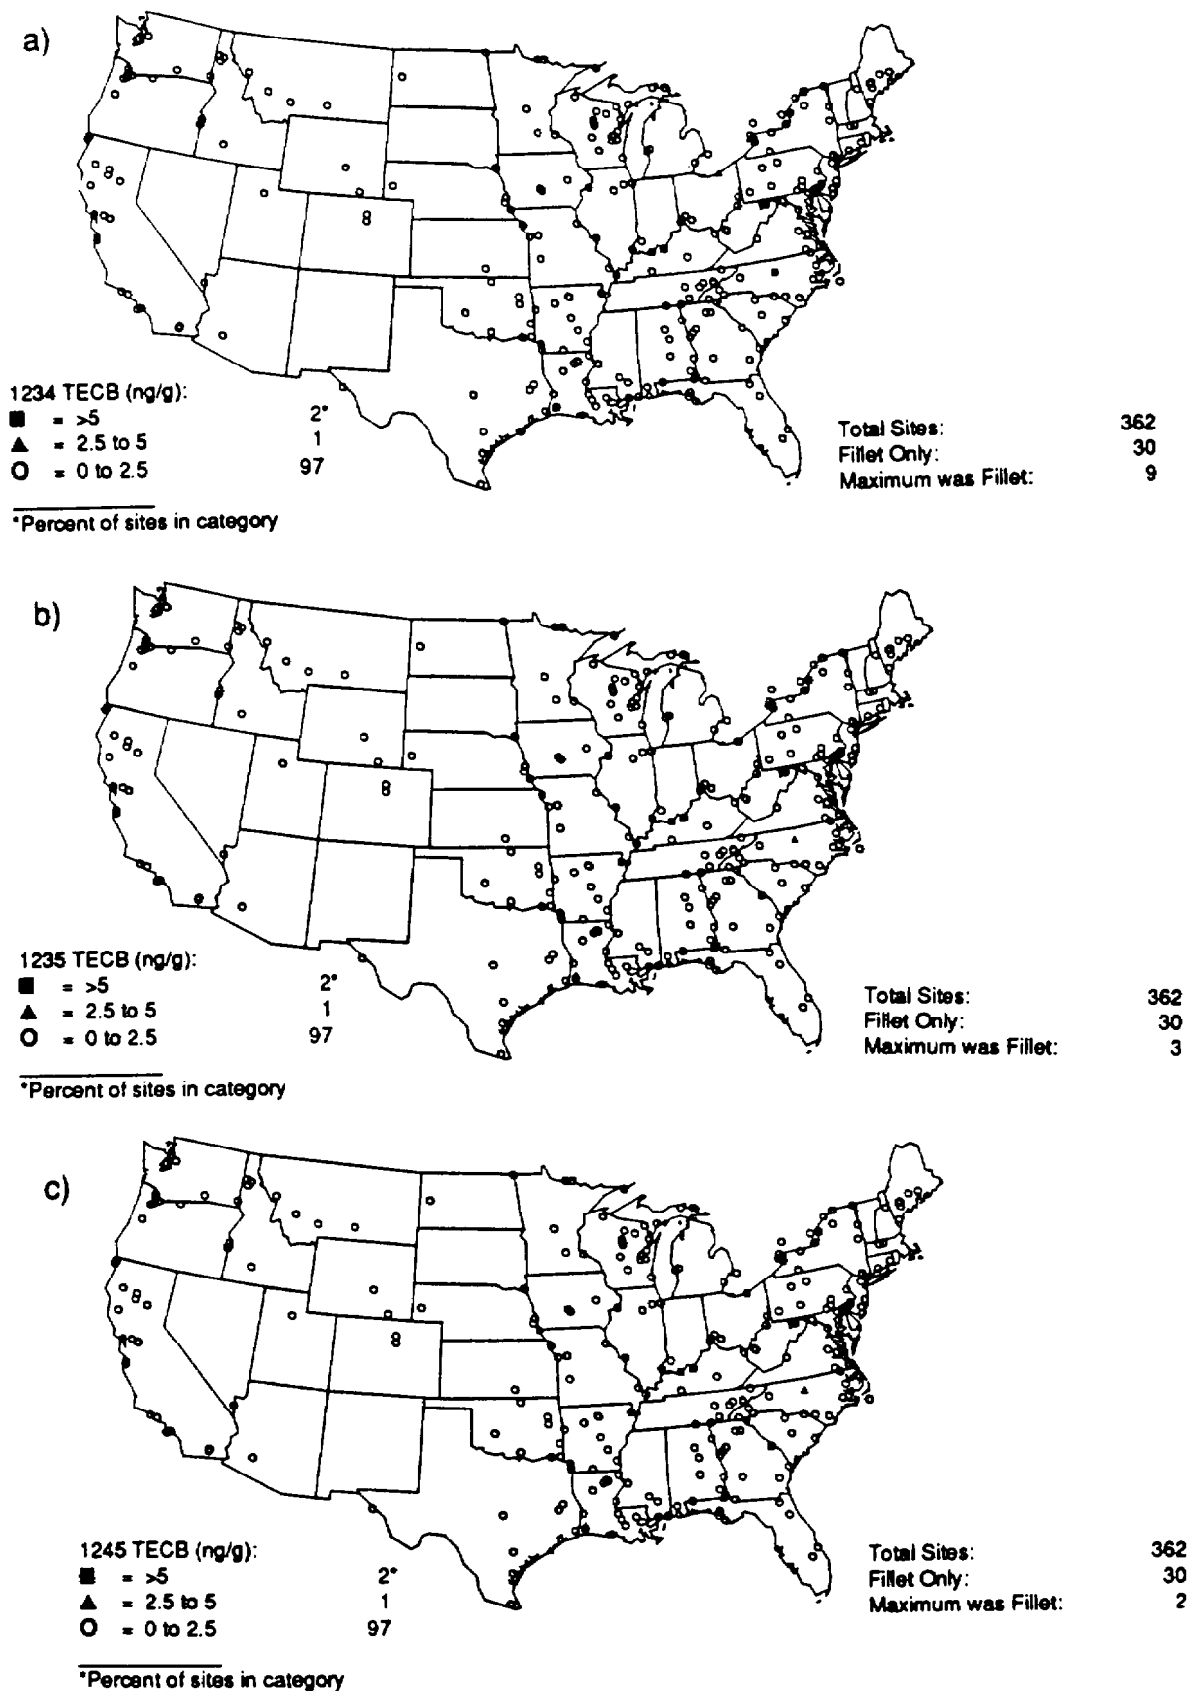 a)
1234 TECB (ng/g):
■ = >5 2*
▲ = 2.5 to 5 1
O = 0 to 2.5 97
*Percent of sites in category
Total Sites: 362
Fillet Only: 30
Maximum was Fillet: 9
b)
1235 TECB (ng/g):
■ = >5 2*
▲ = 2.5 to 5 1
O = 0 to 2.5 97
*Percent of sites in category
Total Sites: 362
Fillet Only: 30
Maximum was Fillet: 3
c)
1245 TECB (ng/g):
■ = >5 2*
▲ = 2.5 to 5 1
O = 0 to 2.5 97
*Percent of sites in category
Total Sites: 362
Fillet Only: 30
Maximum was Fillet: 2